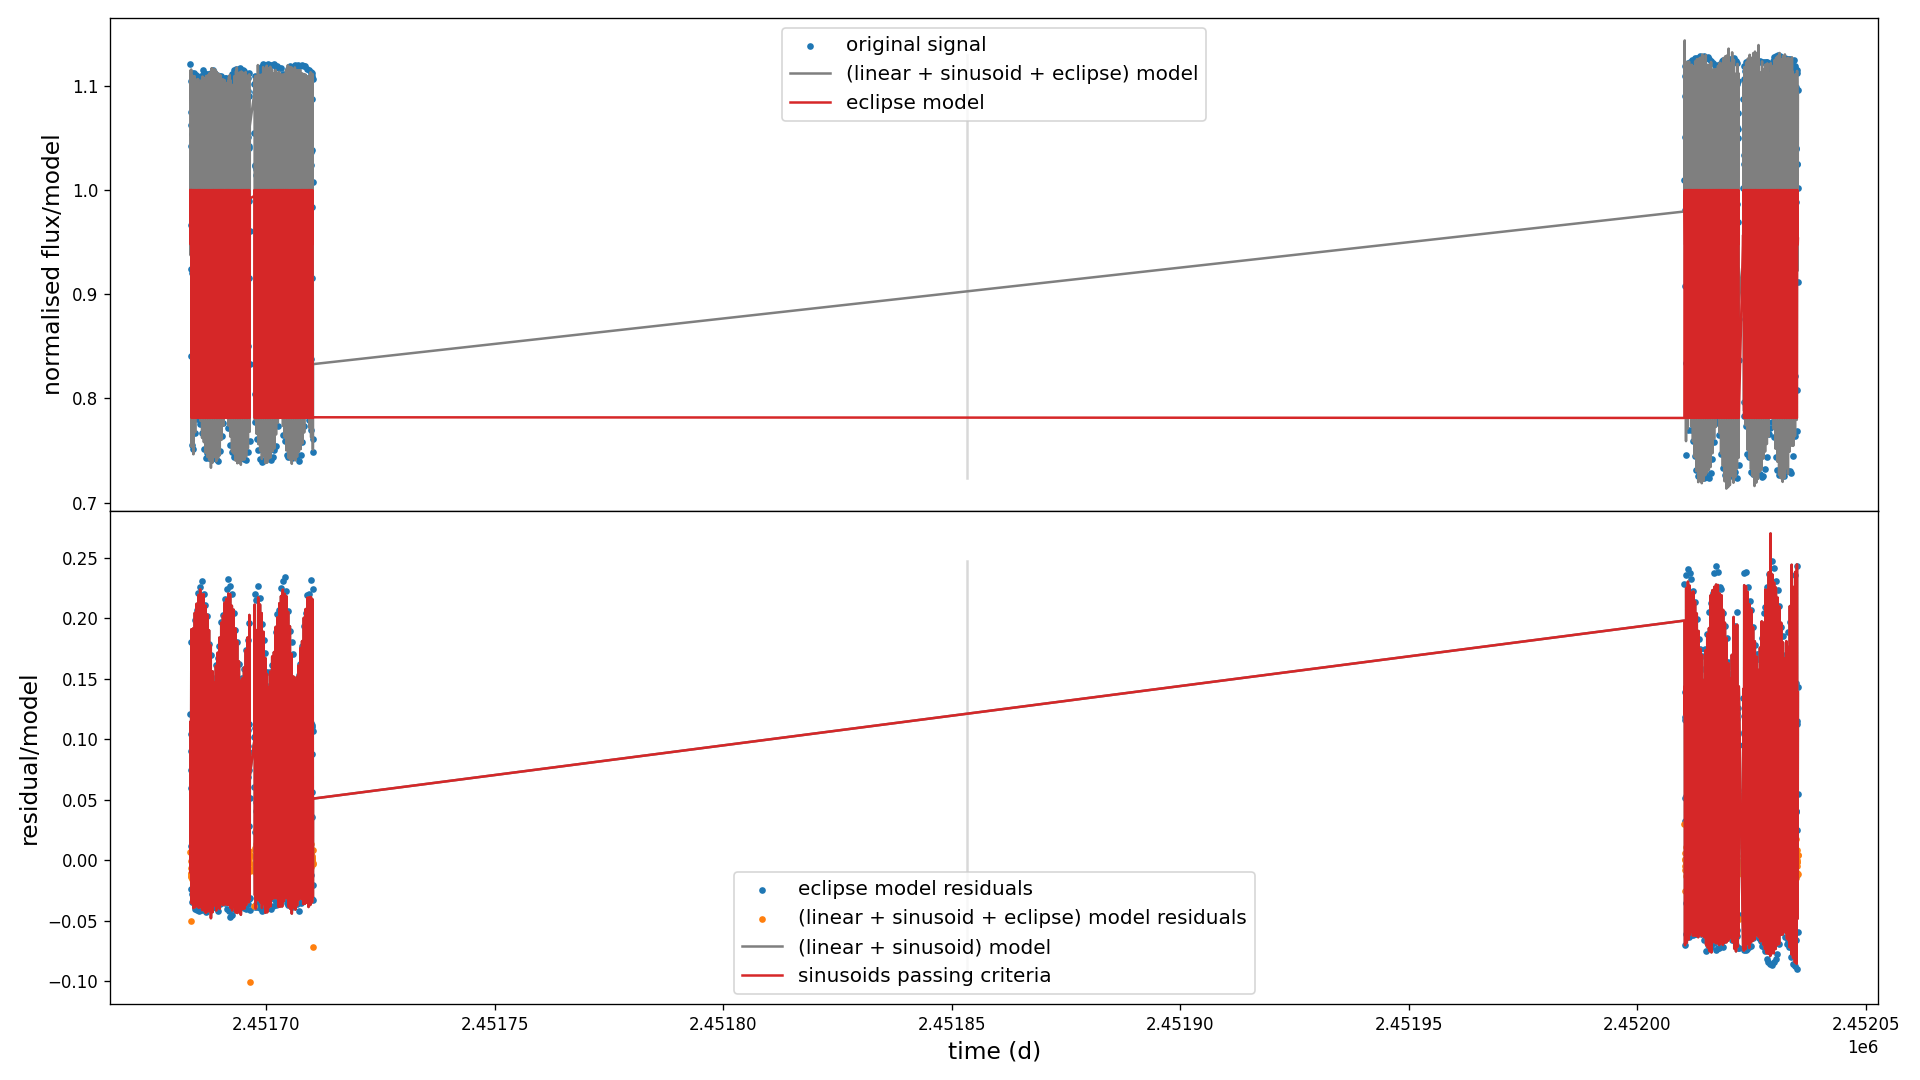 original signal
(linear + sinusoid + eclipse) model
eclipse model
normalised flux/model
1.1
1.0
0.9
0.8
0.7
residual/model
0.25
0.20
0.15
0.10
0.05
0.00
−0.05
−0.10
eclipse model residuals
(linear + sinusoid + eclipse) model residuals
(linear + sinusoid) model
sinusoids passing criteria
2.45170 2.45175 2.45180 2.45185 2.45190 2.45195 2.45200 2.45205
time (d)
1e6